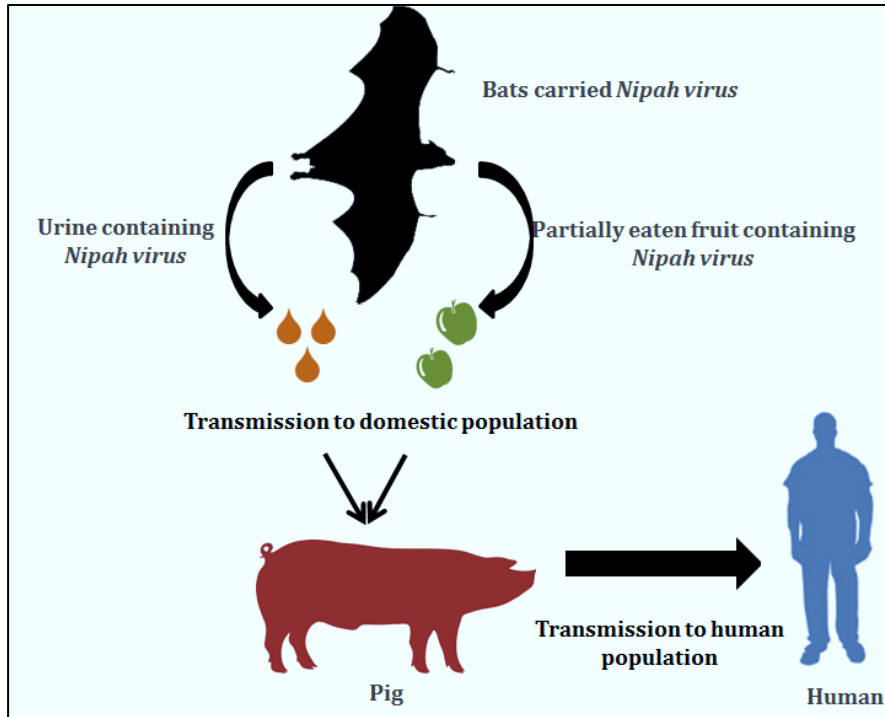 Bats carried Nipah virus
Urine containing
Nipah virus
Partially eaten fruit containing
Nipah virus
Transmission to domestic population
Transmission to human
population
Pig
Human